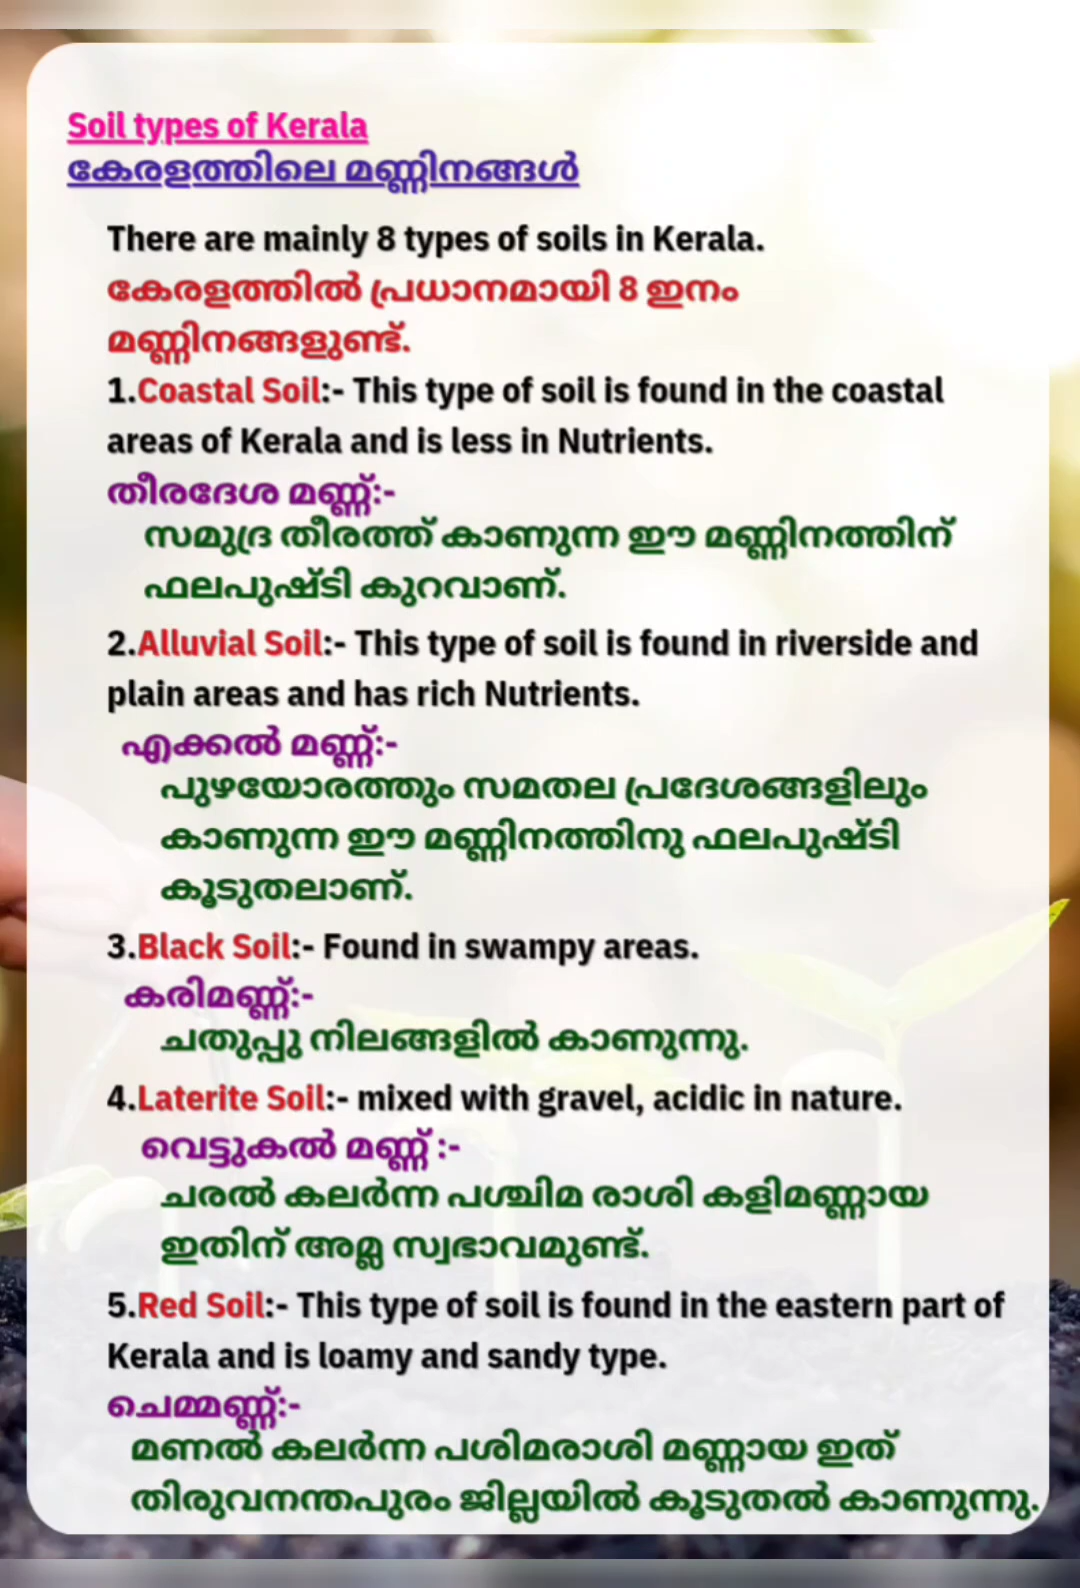 Soil types of Kerala
കേരളത്തിലെ മണ്ണിനങ്ങൾ
There are mainly 8 types of soils in Kerala.
കേരളത്തിൽ പ്രധാനമായി 8 ഇനം
മണ്ണിനങ്ങളുണ്ട്.
1.Coastal Soil:- This type of soil is found in the coastal
areas of Kerala and is less in Nutrients.
തീരദേശ മണ്ണ്:-
സമുദ്ര തീരത്ത് കാണുന്ന ഈ മണ്ണിനത്തിന്
ഫലപുഷ്ടി കുറവാണ്.
2.Alluvial Soil:- This type of soil is found in riverside and
plain areas and has rich Nutrients.
എക്കൽ മണ്ണ്:-
പുഴയോരത്തും സമതല പ്രദേശങ്ങളിലും
കാണുന്ന ഈ മണ്ണിനത്തിനു ഫലപുഷ്ടി
കൂടുതലാണ്.
3.Black Soil:- Found in swampy areas.
കരിമണ്ണ്:-
ചതുപ്പു നിലങ്ങളിൽ കാണുന്നു.
4.Laterite Soil:- mixed with gravel, acidic in nature.
വെട്ടുകൽ മണ്ണ് :-
ചരൽ കലർന്ന പശ്ചിമ രാശി കളിമണ്ണായ
ഇതിന് അമ്ല സ്വഭാവമുണ്ട്.
5.Red Soil:- This type of soil is found in the eastern part of
Kerala and is loamy and sandy type.
ചെമ്മണ്ണ്:-
മണൽ കലർന്ന പശിമരാശി മണ്ണായ ഇത്
തിരുവനന്തപുരം ജില്ലയിൽ കൂടുതൽ കാണുന്നു.